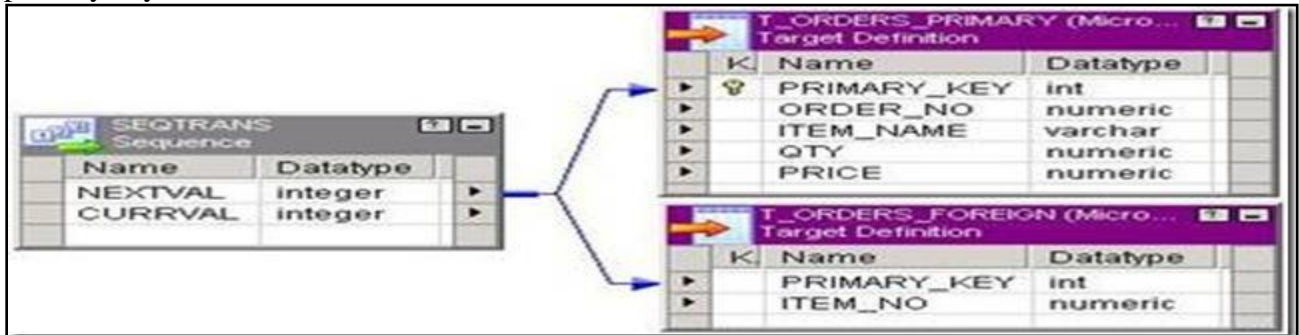 SEQTRANS
Sequence
Name Datatype
NEXTVAL integer
CURRVAL integer
T_ORDERS_PRIMARY (Micro...
Target Definition
K. Name Datatype
PRIMARY_KEY int
ORDER_NO numeric
ITEM_NAME varchar
QTY numeric
PRICE numeric
T_ORDERS_FOREIGN (Micro...
Target Definition
K. Name Datatype
PRIMARY_KEY int
ITEM_NO numeric